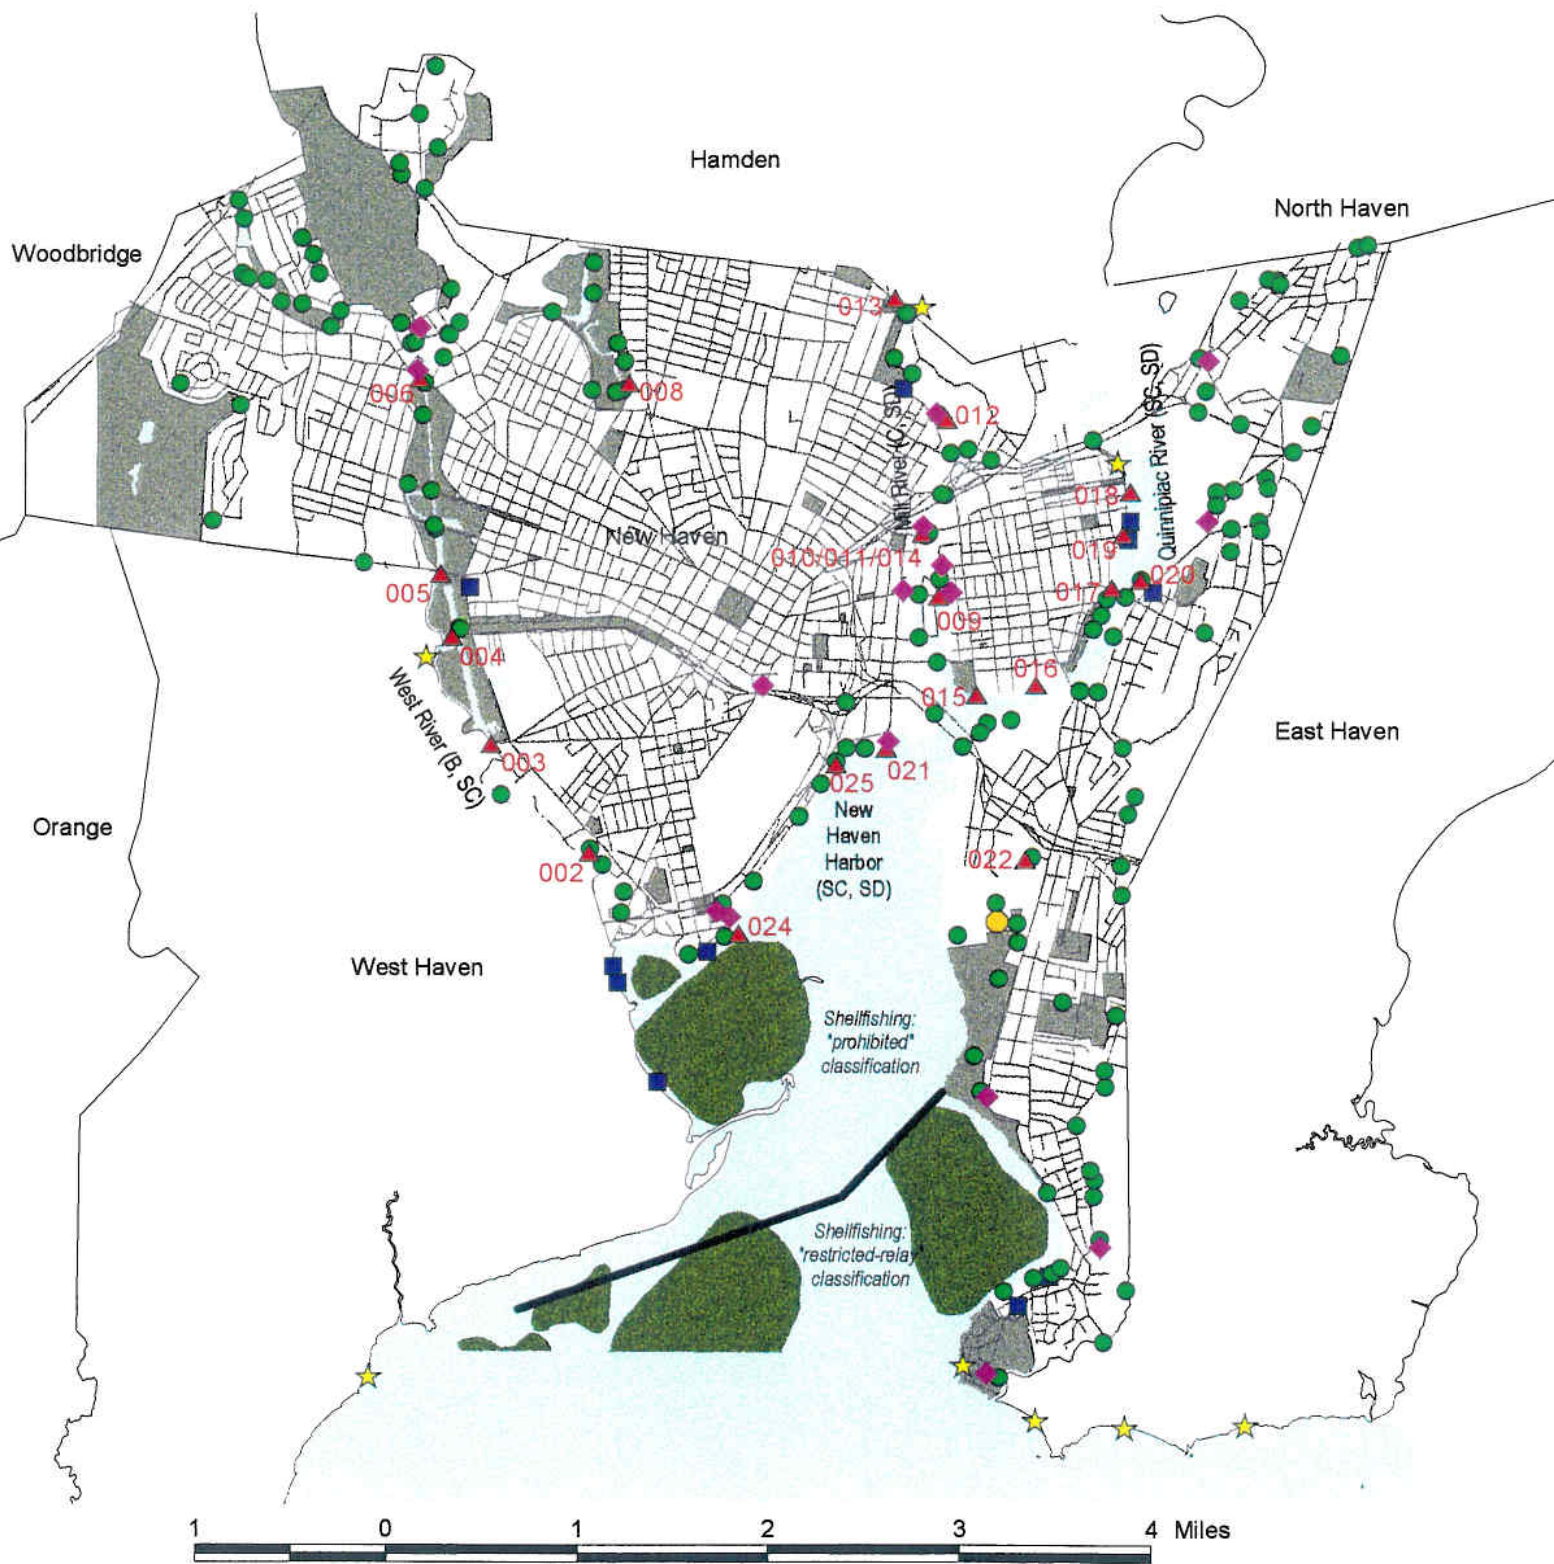 Hamden
North Haven
Woodbridge
013
006
008
012
Mill River (C, SD)
Quinnipiac River (SC, SD)
018
New Haven
010/011/014
019
005
020
017
009
004
016
015
West River (B, SC)
003
East Haven
021
025
New
Haven
Harbor
(SC, SD)
Orange
022
002
024
West Haven
Shellfishing:
"prohibited"
classification
Shellfishing:
"restricted-relay"
classification
1 0 1 2 3 4 Miles